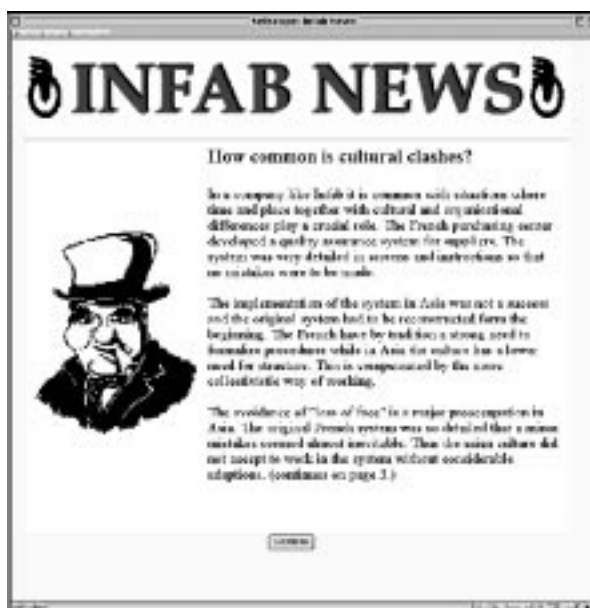 Netscape: Infab News
INFAB NEWS
How common is cultural clashes?
In a company like Infab it is common with situations where
time and place together with cultural and organisational
differences play a crucial role. The French purchasing center
developed a quality assurance system for suppliers. The
system was very detailed in screens and instructions so that
no mistakes were to be made.
The implementation of the system in Asia was not a success
and the original system had to be reconstructed form the
beginning. The French have by tradition a strong need to
formalize procedures while in Asia the culture has a lower
need for structure. This is compensated by the more
collectivistic way of working.
The avoidence of "loss of face" is a major preoccupation in
Asia. The original French system was so detailed that a minor
mistakes seemed almost inevitable. Thus the asian culture did
not accept to work in the system without considerable
adaptions. (continues on page 3.)